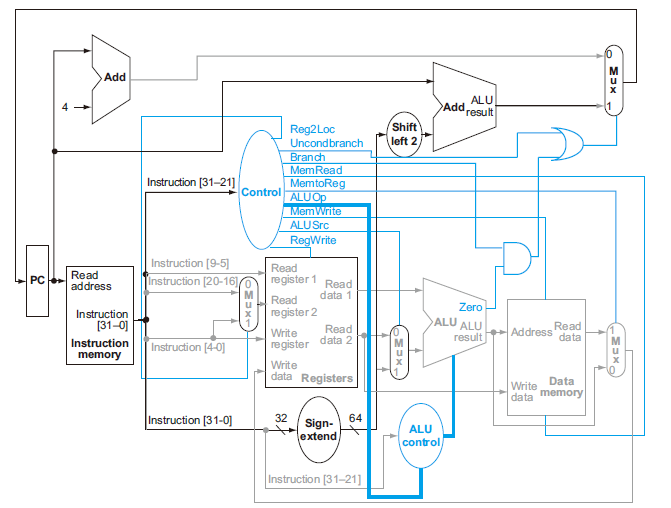 0
M
u
x
1
Add
4
Add ALU
result
Shift
left 2
Reg2Loc
Uncondbranch
Branch
MemRead
MemtoReg
ALUOp
MemWrite
ALUSrc
RegWrite
Instruction [31–21]
Control
PC
Read
address
Instruction
[31–0]
Instruction
memory
Instruction [9-5]
Instruction [20-16]
Instruction [4-0]
0
M
u
x
1
Read
register 1
Read
register 2
Write
register
Write
data
Read
data 1
Read
data 2
Registers
0
M
u
x
1
Zero
ALU ALU
result
Address
Read
data
Write
data
Data
memory
1
M
u
x
0
Instruction [31-0]
32
Sign-
extend
64
ALU
control
Instruction [31–21]